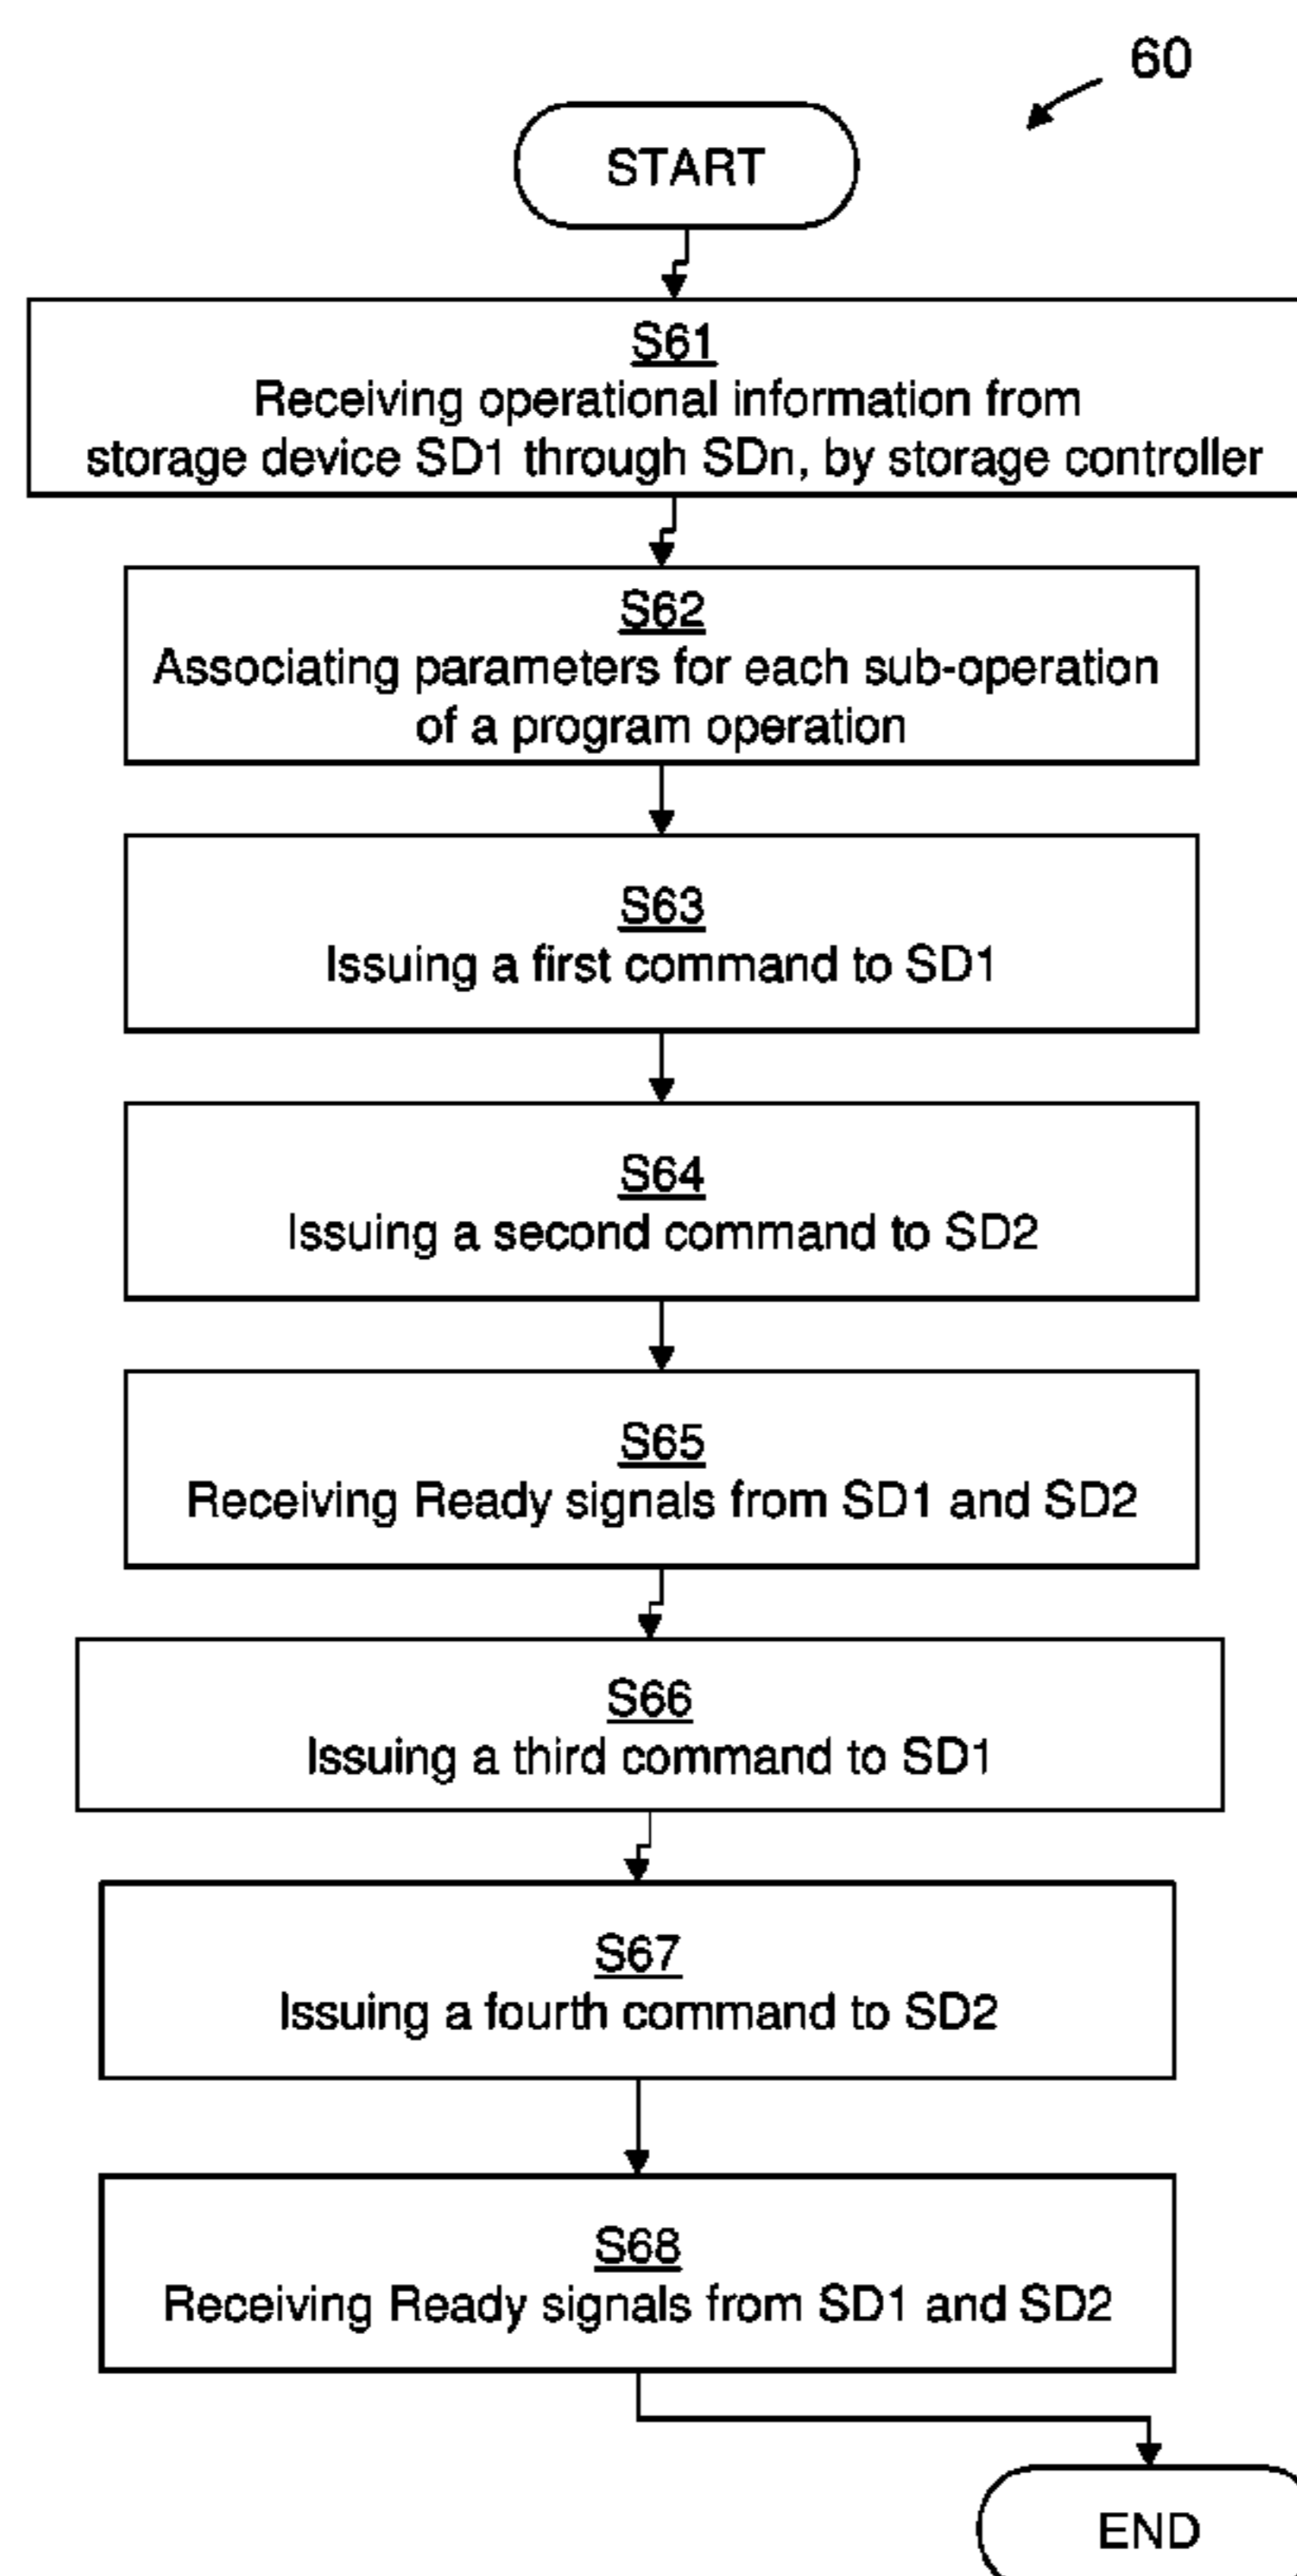 60
START
S61
Receiving operational information from
storage device SD1 through SDn, by storage controller
S62
Associating parameters for each sub-operation
of a program operation
S63
Issuing a first command to SD1
S64
Issuing a second command to SD2
S65
Receiving Ready signals from SD1 and SD2
S66
Issuing a third command to SD1
S67
Issuing a fourth command to SD2
S68
Receiving Ready signals from SD1 and SD2
END